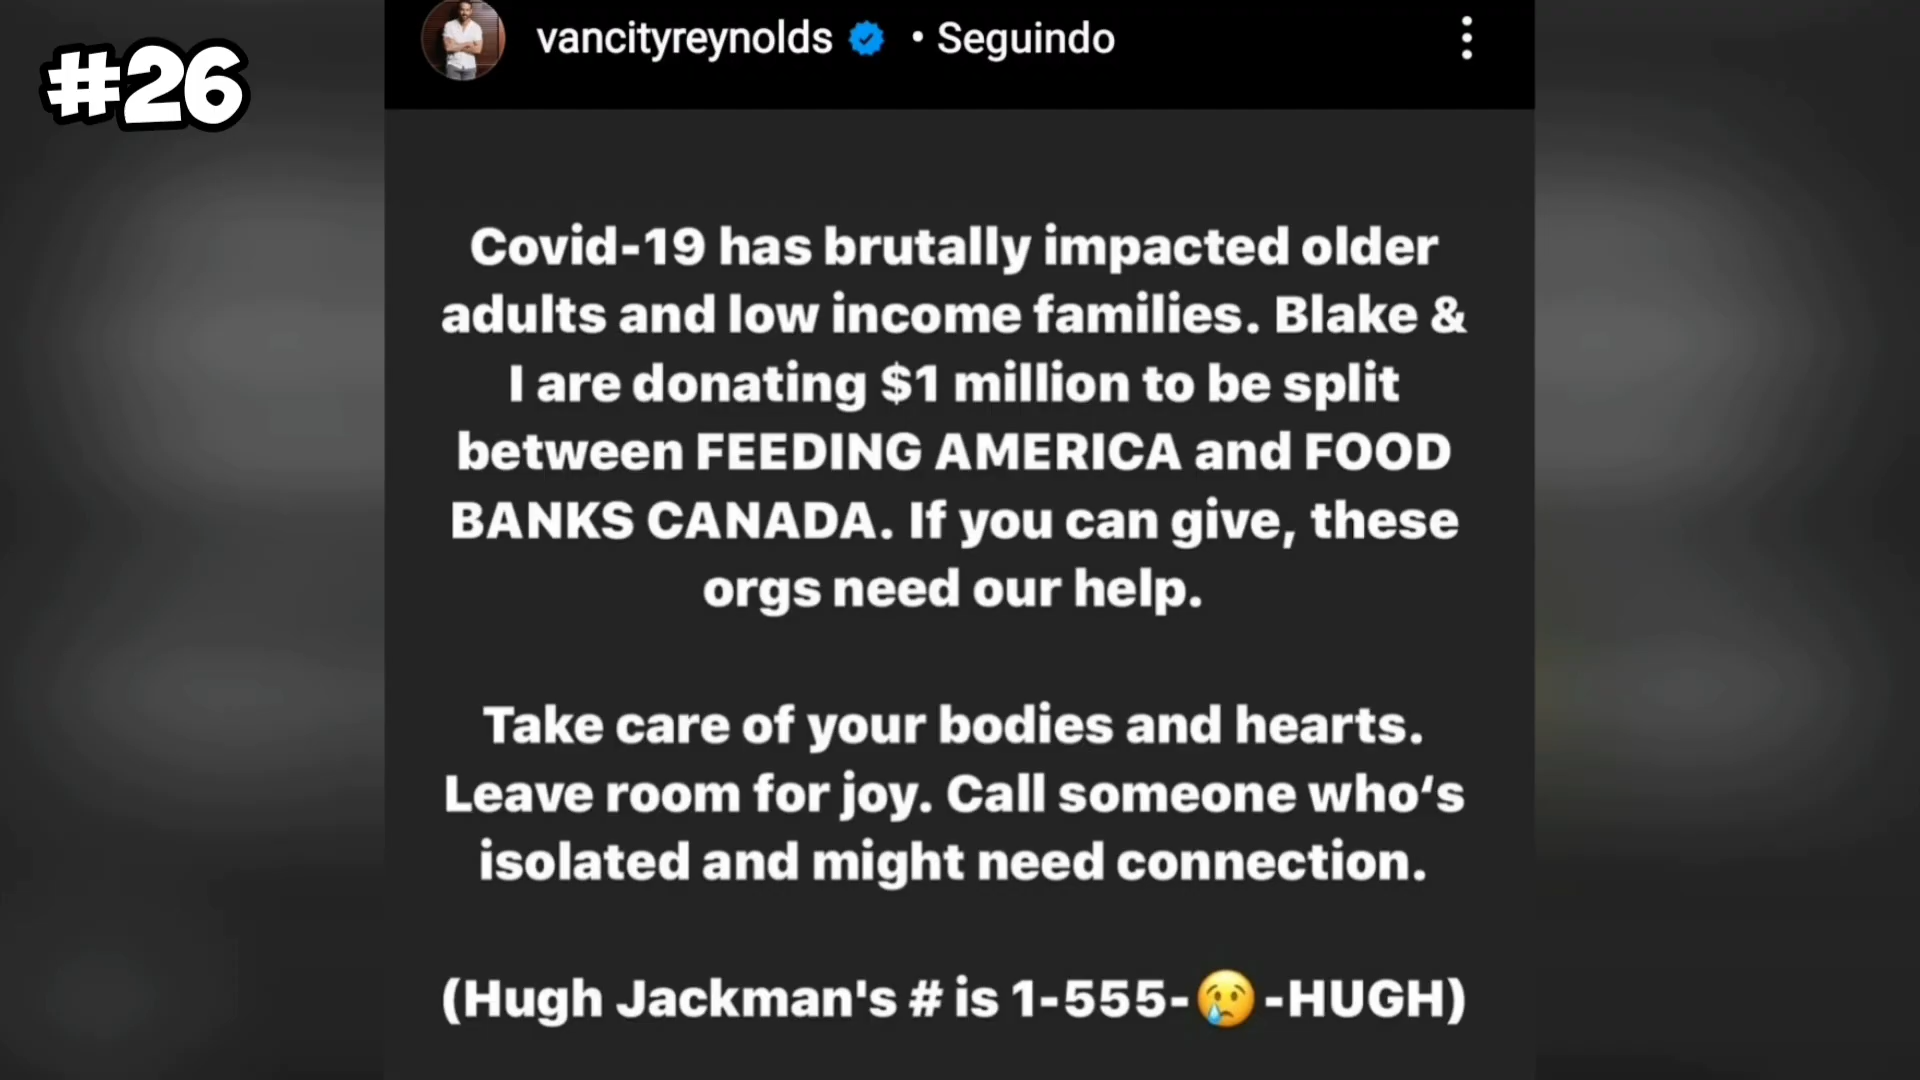 #26
vancityreynolds • Seguindo
Covid-19 has brutally impacted older
adults and low income families. Blake &
I are donating $1 million to be split
between FEEDING AMERICA and FOOD
BANKS CANADA. If you can give, these
orgs need our help.
Take care of your bodies and hearts.
Leave room for joy. Call someone who‘s
isolated and might need connection.
(Hugh Jackman's # is 1-555-😢-HUGH)